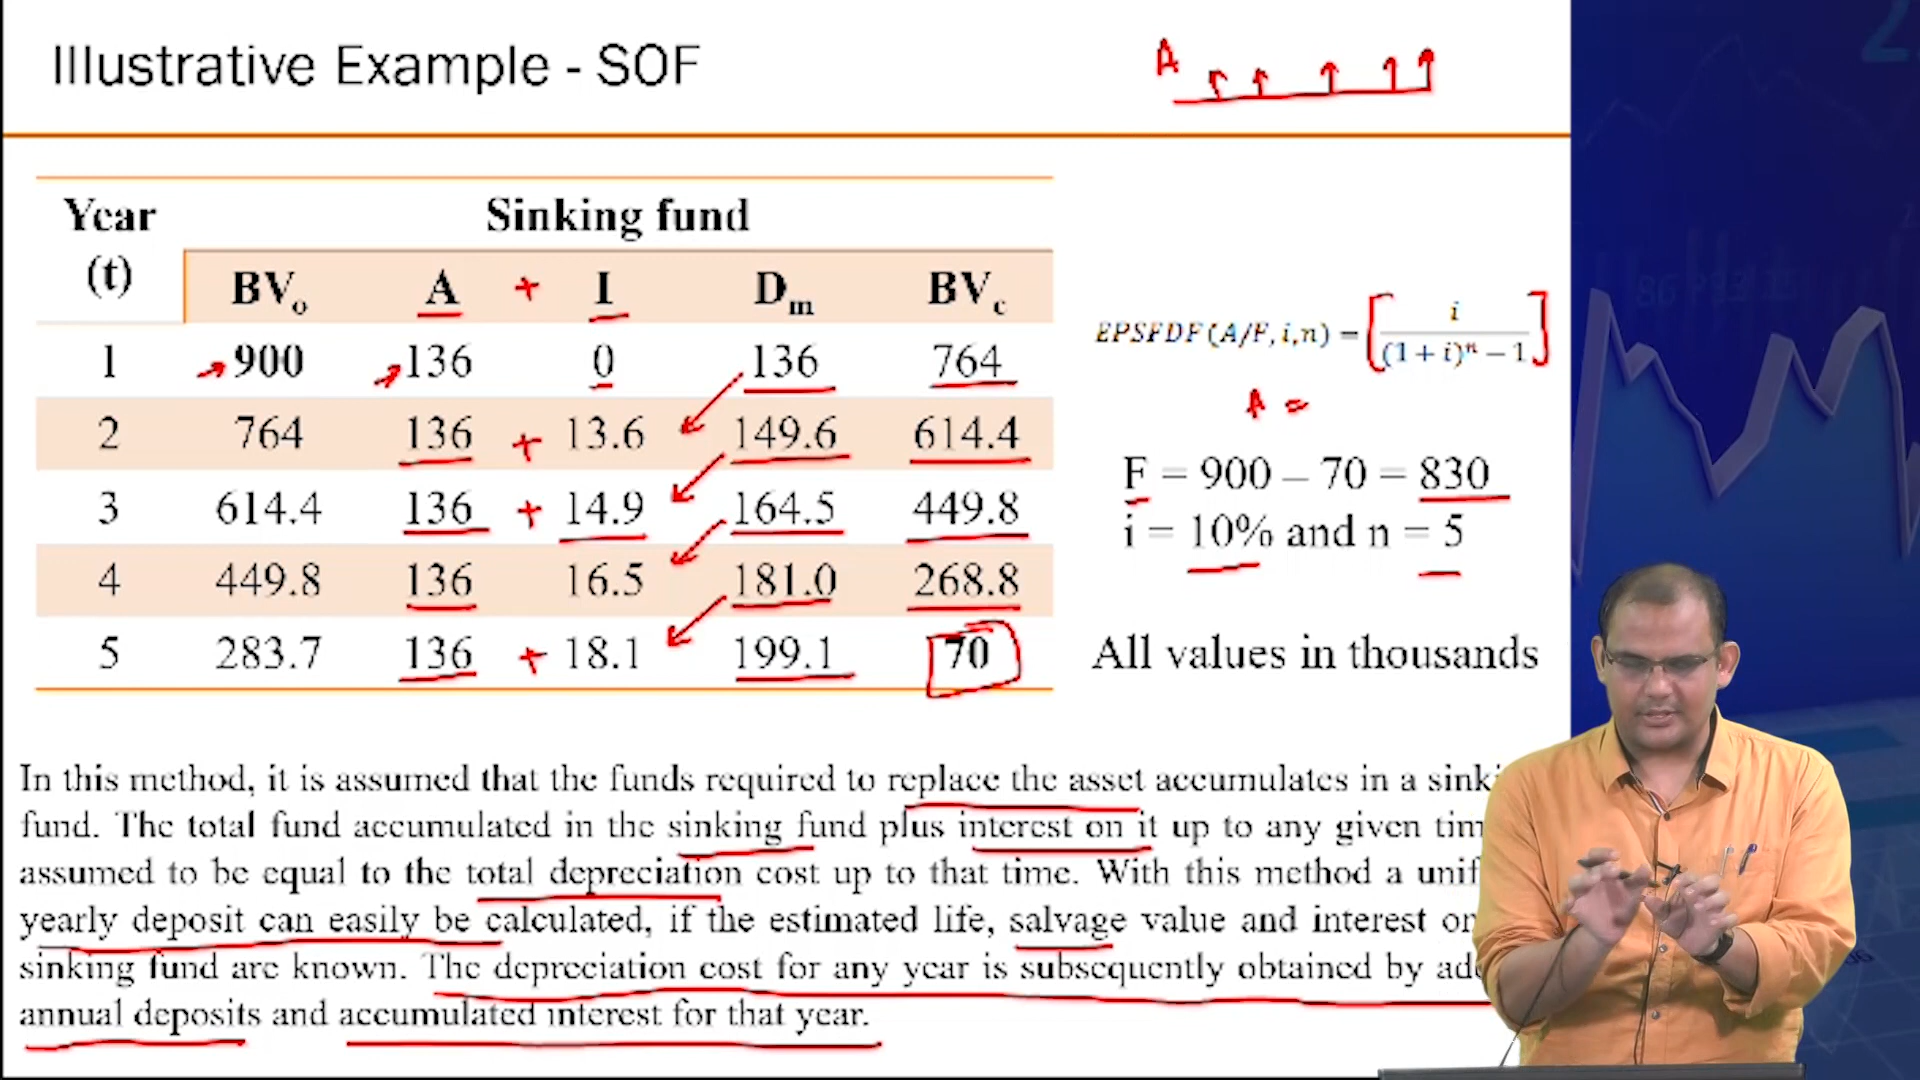 Illustrative Example - SOF
A
Year (t) Sinking fund
BVo A + I Dm BVc
1 900 136 0 136 764
2 764 136 + 13.6 149.6 614.4
3 614.4 136 + 14.9 164.5 449.8
4 449.8 136 16.5 181.0 268.8
5 283.7 136 + 18.1 199.1 70
EPSFDF(A/F, i,n) = [i / (1 + i)^n − 1]
A =
F = 900 – 70 = 830
i = 10% and n = 5
All values in thousands
In this method, it is assumed that the funds required to replace the asset accumulates in a
fund. The total fund accumulated in the sinking fund plus interest on it up to any given
assumed to be equal to the total depreciation cost up to that time. With this method a
yearly deposit can easily be calculated, if the estimated life, salvage value and interest
sinking fund are known. The depreciation cost for any year is subsequently obtained by
annual deposits and accumulated interest for that year.